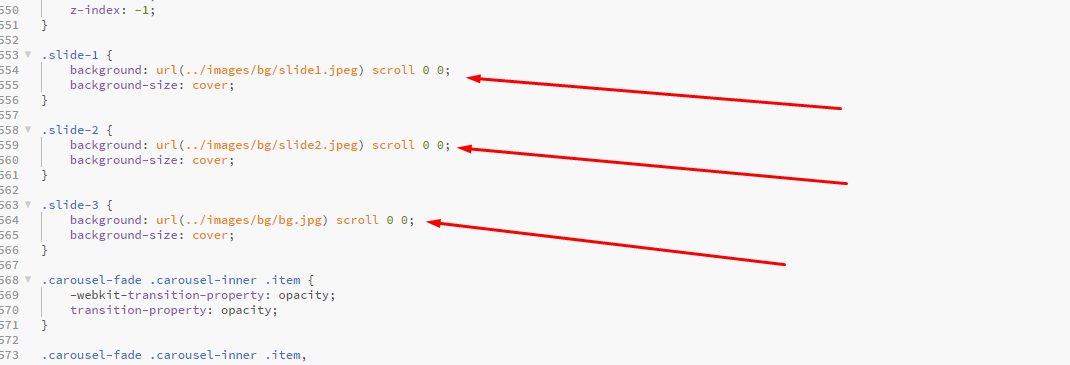 550 z-index: -1;
551 }
552
553 .slide-1 {
554 background: url(../images/bg/slide1.jpeg) scroll 0 0;
555 background-size: cover;
556 }
557
558 .slide-2 {
559 background: url(../images/bg/slide2.jpeg) scroll 0 0;
560 background-size: cover;
561 }
562
563 .slide-3 {
564 background: url(../images/bg/bg.jpg) scroll 0 0;
565 background-size: cover;
566 }
567
568 .carousel-fade .carousel-inner .item {
569 -webkit-transition-property: opacity;
570 transition-property: opacity;
571 }
572
573 .carousel-fade .carousel-inner .item,